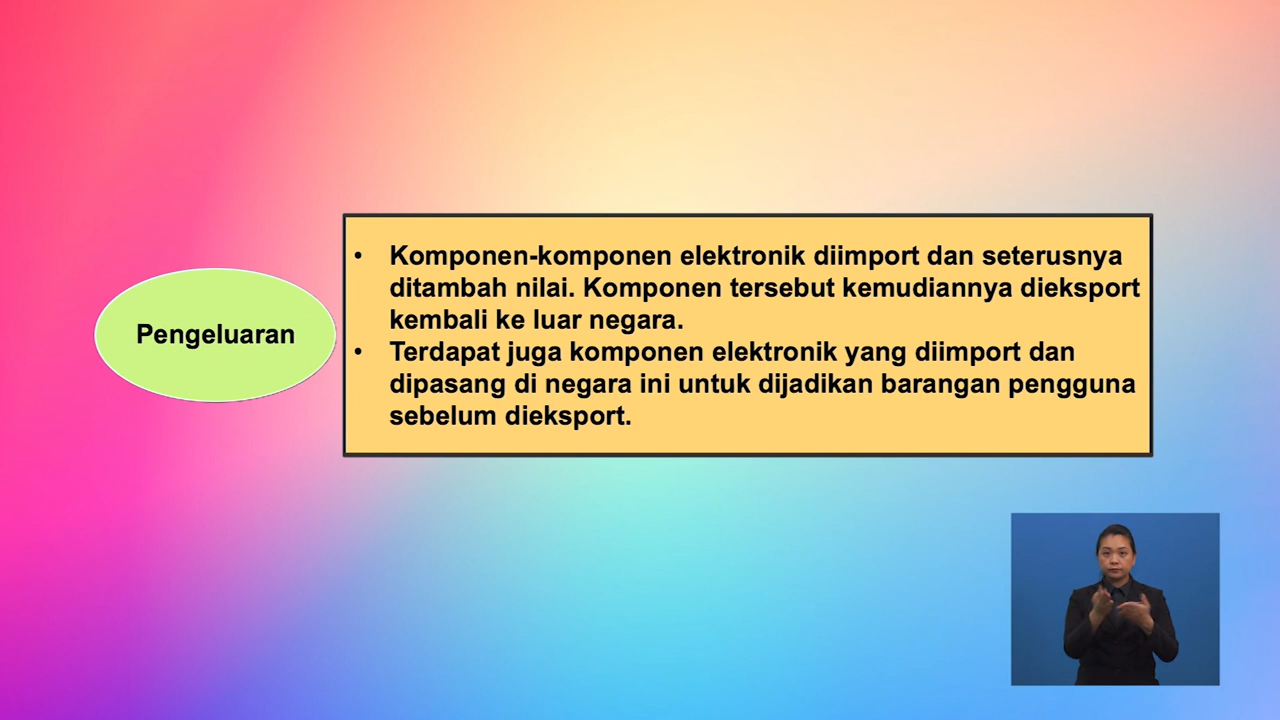 Pengeluaran
• Komponen-komponen elektronik diimport dan seterusnya
ditambah nilai. Komponen tersebut kemudiannya dieksport
kembali ke luar negara.
• Terdapat juga komponen elektronik yang diimport dan
dipasang di negara ini untuk dijadikan barangan pengguna
sebelum dieksport.